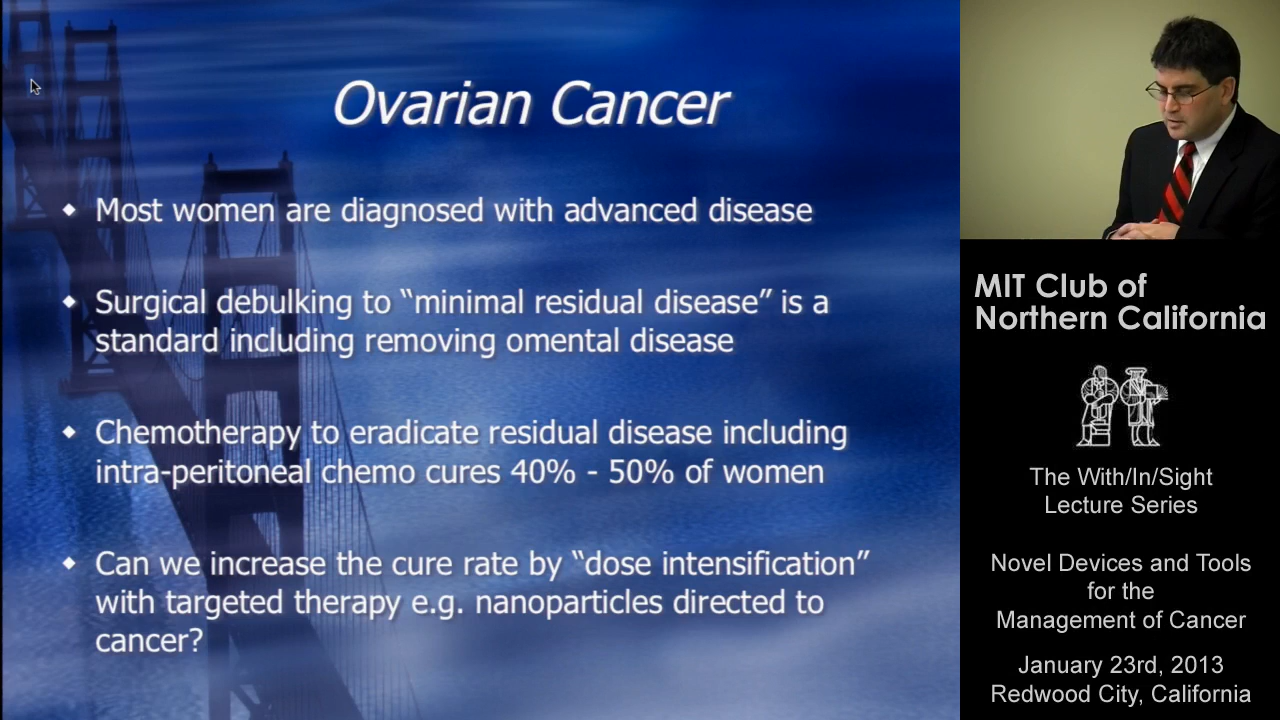 Ovarian Cancer
Most women are diagnosed with advanced disease
Surgical debulking to “minimal residual disease” is a
standard including removing omental disease
Chemotherapy to eradicate residual disease including
intra-peritoneal chemo cures 40% - 50% of women
Can we increase the cure rate by “dose intensification”
with targeted therapy e.g. nanoparticles directed to
cancer?
MIT Club of
Northern California
The With/In/Sight
Lecture Series
Novel Devices and Tools
for the
Management of Cancer
January 23rd, 2013
Redwood City, California